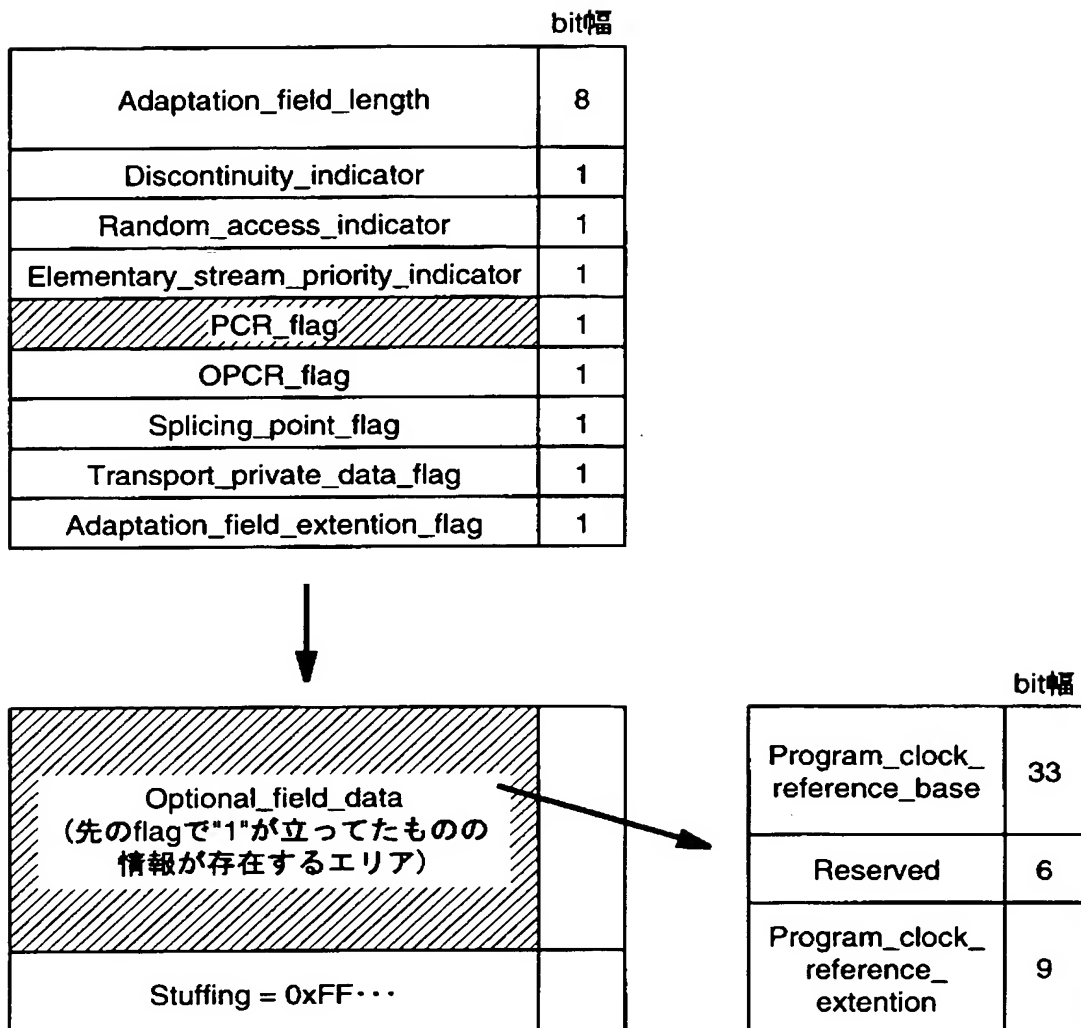 bit幅
Adaptation_field_length 8
Discontinuity_indicator 1
Random_access_indicator 1
Elementary_stream_priority_indicator 1
PCR_flag 1
OPCR_flag 1
Splicing_point_flag 1
Transport_private_data_flag 1
Adaptation_field_extention_flag 1
Optional_field_data
(先のflagで"1"が立ってたものの
情報が存在するエリア)
Stuffing = 0xFF・・・
bit幅
Program_clock_
reference_base 33
Reserved 6
Program_clock_
reference_ 9
extention